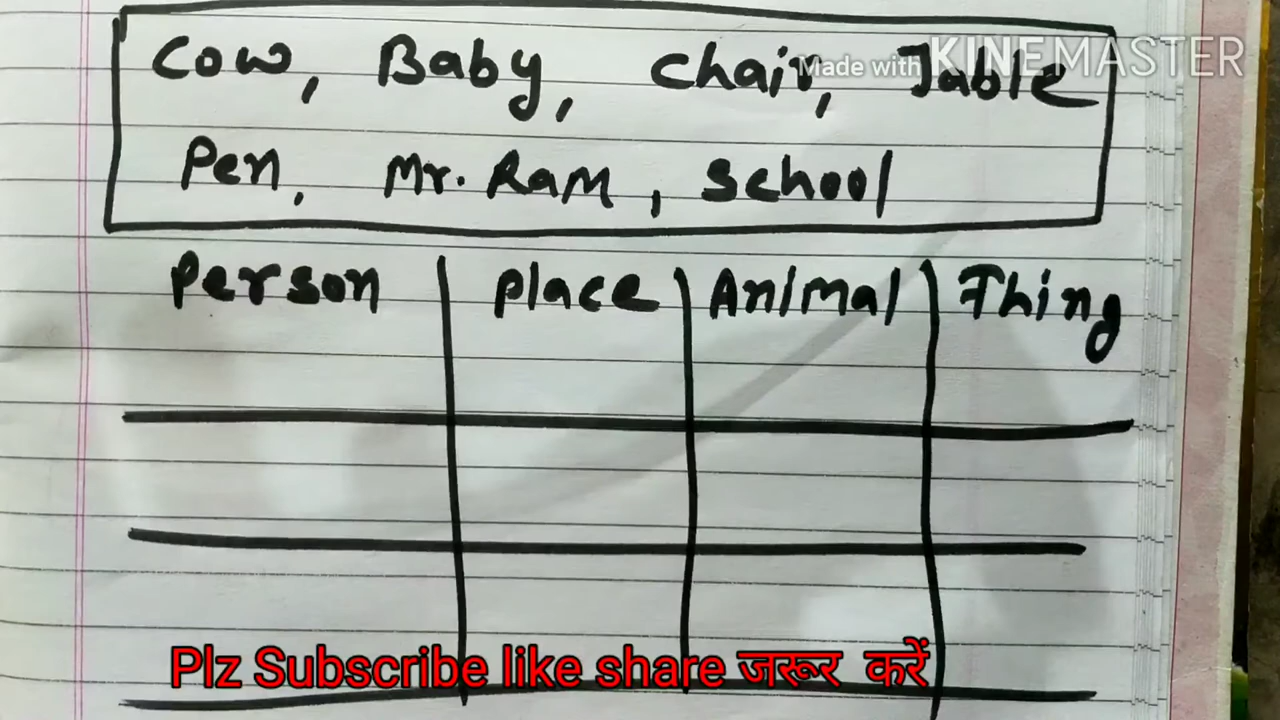 Made with KINEMASTER
Cow, Baby, Chair, Table
Pen, Mr. Ram, School
Person Place Animal Thing
Plz Subscribe like share जरूर करें